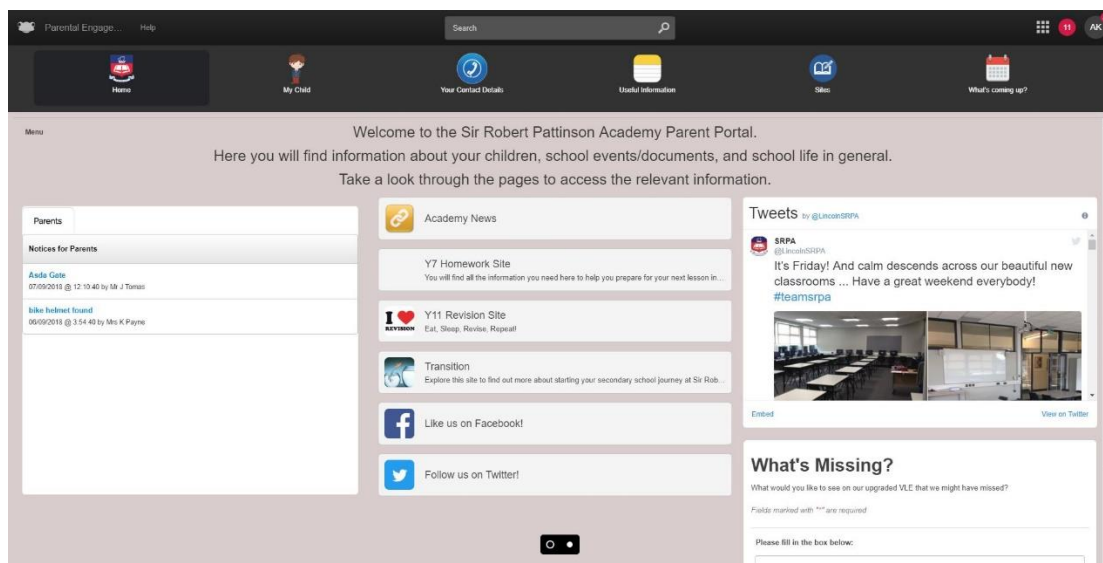 Parental Engage... Help
Search
11
AK
Home
My Child
Your Contact Details
Useful Information
Sites
What's coming up?
Menu
Welcome to the Sir Robert Pattinson Academy Parent Portal.
Here you will find information about your children, school events/documents, and school life in general.
Take a look through the pages to access the relevant information.
Parents
Notices for Parents
Asda Gate
07/09/2018 @ 12:10:40 by Mr J Tomas
bike helmet found
06/09/2018 @ 3:54:40 by Mrs K Payne
Academy News
Y7 Homework Site
You will find all the information you need here to help you prepare for your next lesson in...
I
REVISION
Y11 Revision Site
Eat, Sleep, Revise, Repeat!
Transition
Explore this site to find out more about starting your secondary school journey at Sir Rob...
Like us on Facebook!
Follow us on Twitter!
Tweets by @LincolnSRPA
SRPA
@LincolnSRPA
It's Friday! And calm descends across our beautiful new
classrooms ... Have a great weekend everybody!
#teamsrpa
Embed
View on Twitter
What's Missing?
What would you like to see on our upgraded VLE that we might have missed?
Fields marked with "*" are required
Please fill in the box below: